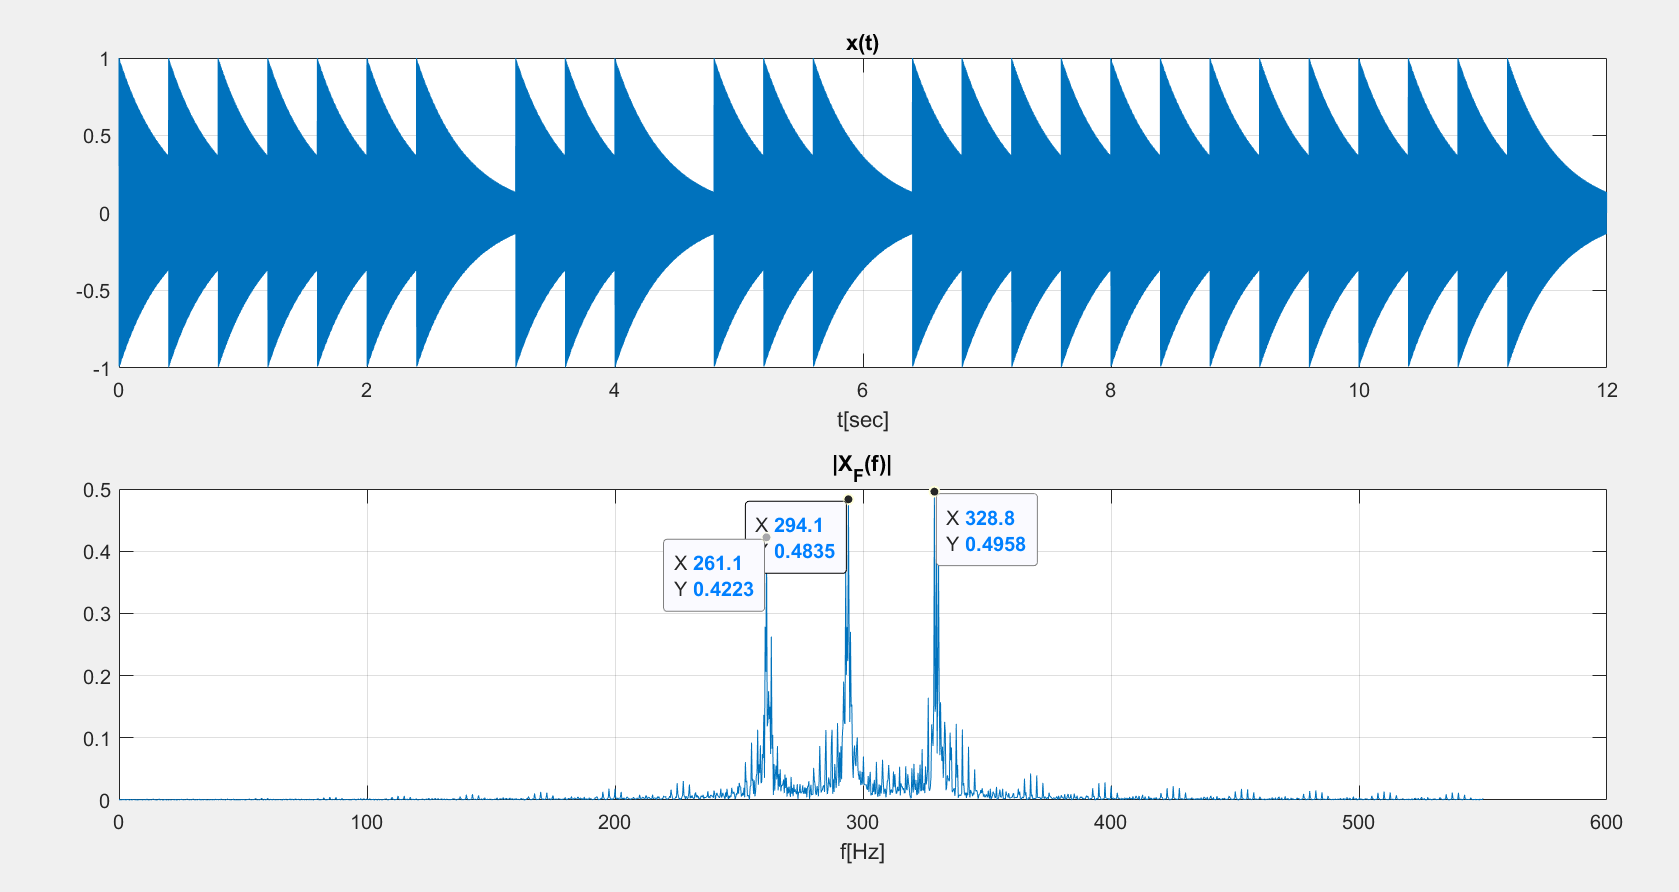 x(t)
1
0.5
0
-0.5
-1
0 2 4 6 8 10 12
t[sec]
|X_F(f)|
0.5
0.4
0.3
0.2
0.1
0
X 294.1
Y 0.4835
X 328.8
Y 0.4958
X 261.1
Y 0.4223
0 100 200 300 400 500 600
f[Hz]